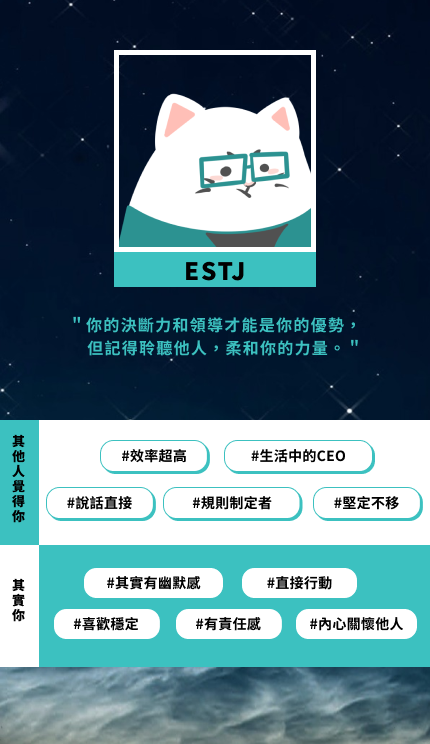 ESTJ
"你的決斷力和領導才能是你的優勢，
但記得聆聽他人，柔和你的力量。"
其他人覺得你
#效率超高 #生活中的CEO
#說話直接 #規則制定者 #堅定不移
其實你
#其實有幽默感 #直接行動
#喜歡穩定 #有責任感 #內心關懷他人